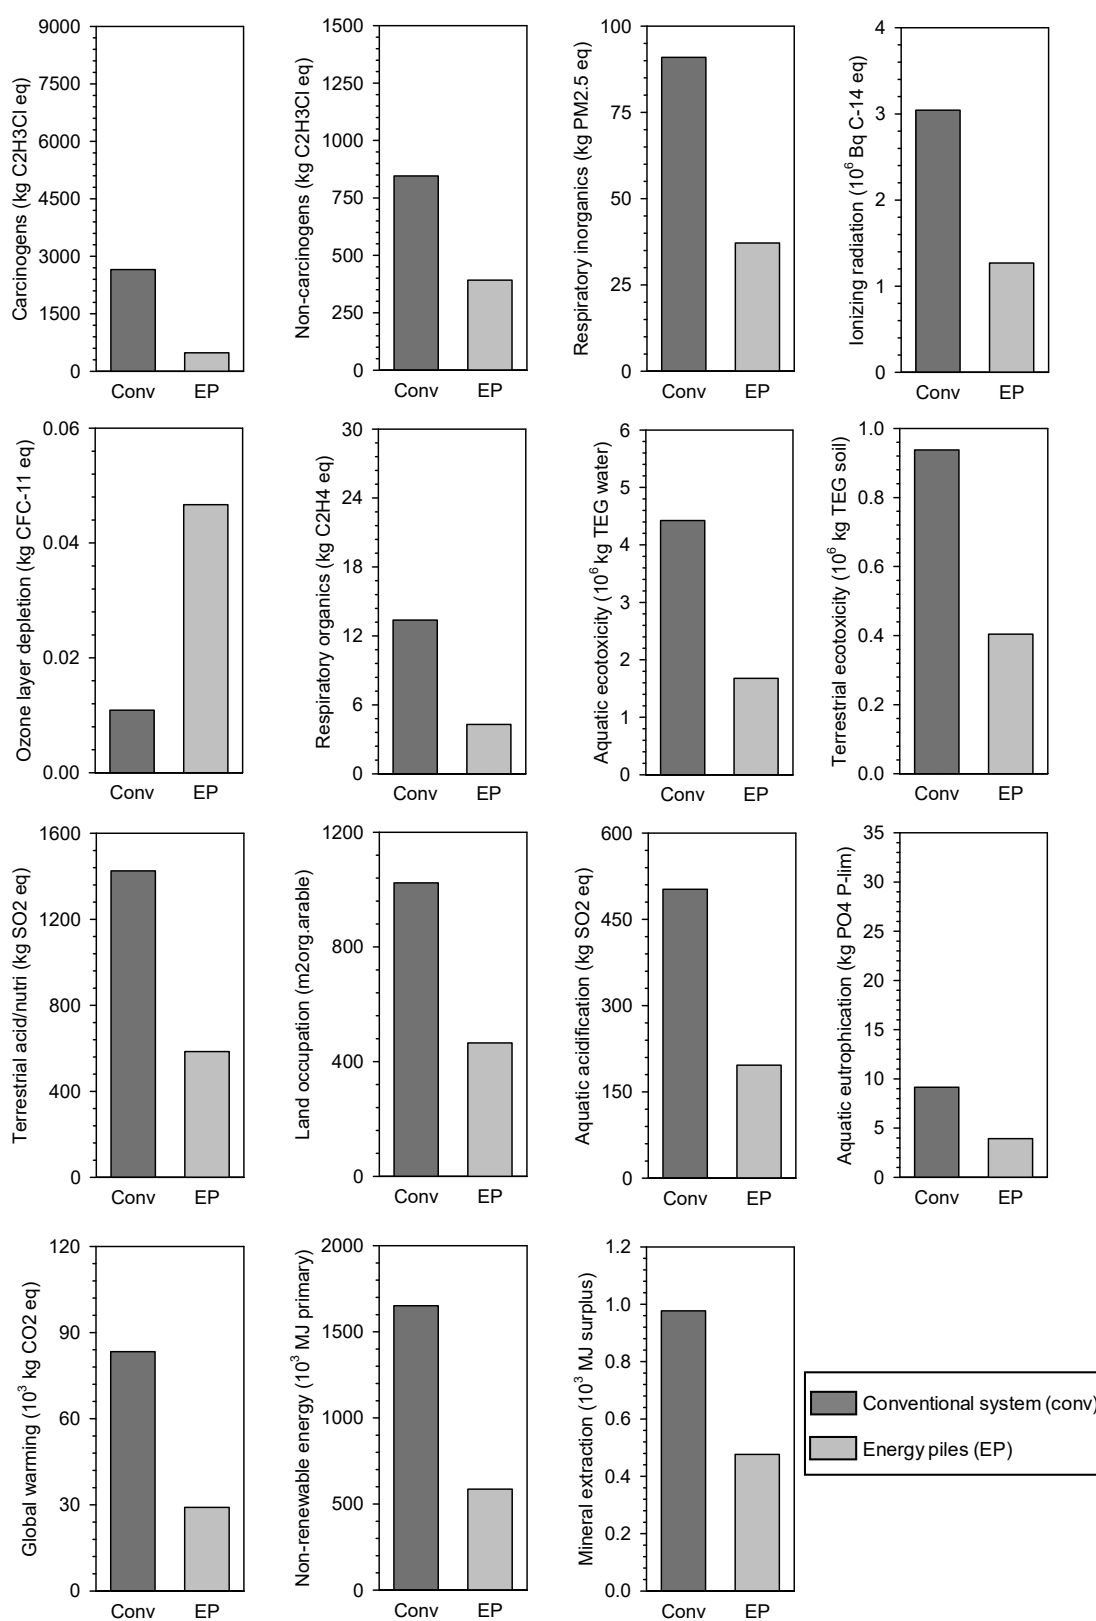 Carcinogens (kg C2H3Cl eq)
9000
7500
6000
4500
3000
1500
0
Conv EP
Non-carcinogens (kg C2H3Cl eq)
1500
1250
1000
750
500
250
0
Conv EP
Respiratory inorganics (kg PM2.5 eq)
100
75
50
25
0
Conv EP
Ionizing radiation (10⁶ Bq C-14 eq)
4
3
2
1
0
Conv EP
Ozone layer depletion (kg CFC-11 eq)
0.06
0.04
0.02
0.00
Conv EP
Respiratory organics (kg C2H4 eq)
30
24
18
12
6
0
Conv EP
Aquatic ecotoxicity (10⁶ kg TEG water)
6
5
4
3
2
1
0
Conv EP
Terrestrial ecotoxicity (10⁶ kg TEG soil)
1.0
0.8
0.6
0.4
0.2
0.0
Conv EP
Terrestrial acid/nutri (kg SO2 eq)
1600
1200
800
400
0
Conv EP
Land occupation (m2org.arable)
1200
800
400
0
Conv EP
Aquatic acidification (kg SO2 eq)
600
450
300
150
0
Conv EP
Aquatic eutrophication (kg PO4 P-lim)
35
30
25
20
15
10
5
0
Conv EP
Global warming (10³ kg CO2 eq)
120
90
60
30
0
Conv EP
Non-renewable energy (10³ MJ primary)
2000
1500
1000
500
0
Conv EP
Mineral extraction (10³ MJ surplus)
1.2
1.0
0.8
0.6
0.4
0.2
0.0
Conv EP
Conventional system (conv)
Energy piles (EP)